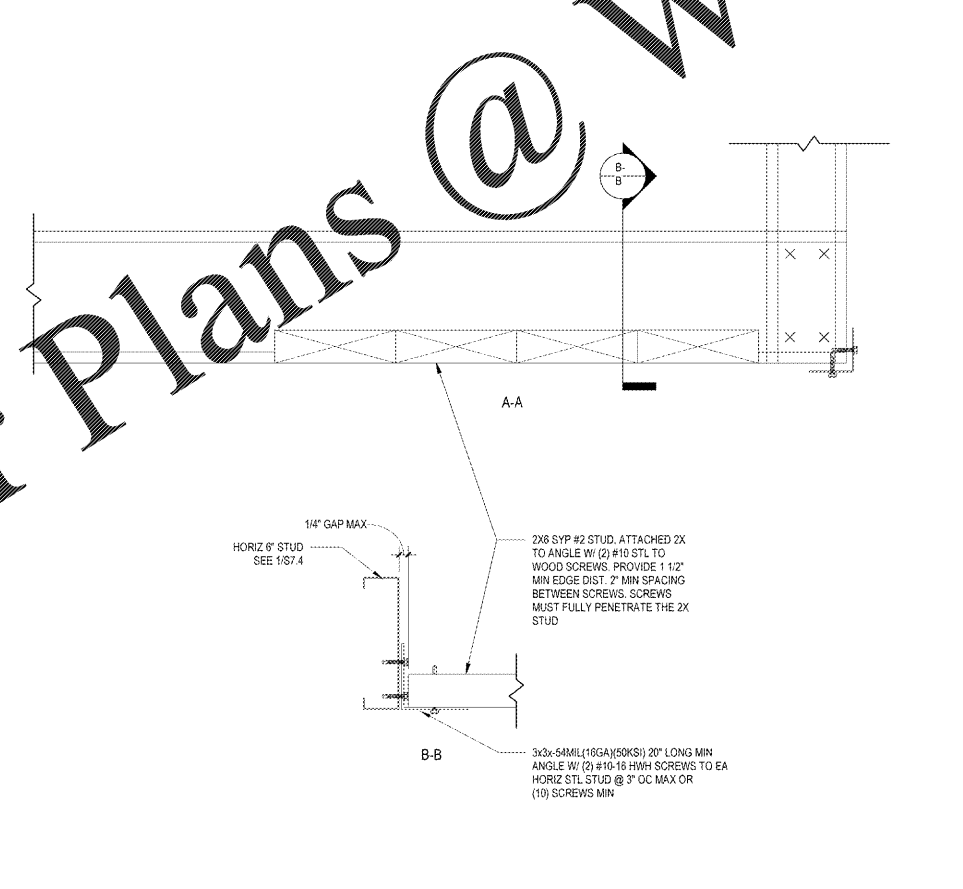 Plans @ W
B-
B
A-A
1/4" GAP MAX
HORIZ 6" STUD
SEE 1/S7.4
2X6 SYP #2 STUD. ATTACHED 2X
TO ANGLE W/ (2) #10 STL TO
WOOD SCREWS. PROVIDE 1 1/2"
MIN EDGE DIST. 2" MIN SPACING
BETWEEN SCREWS. SCREWS
MUST FULLY PENETRATE THE 2X
STUD
B-B
3x3x-54MIL(16GA)(50KSI) 20" LONG MIN
ANGLE W/ (2) #10-16 HWH SCREWS TO EA
HORIZ STL STUD @ 3" OC MAX OR
(10) SCREWS MIN